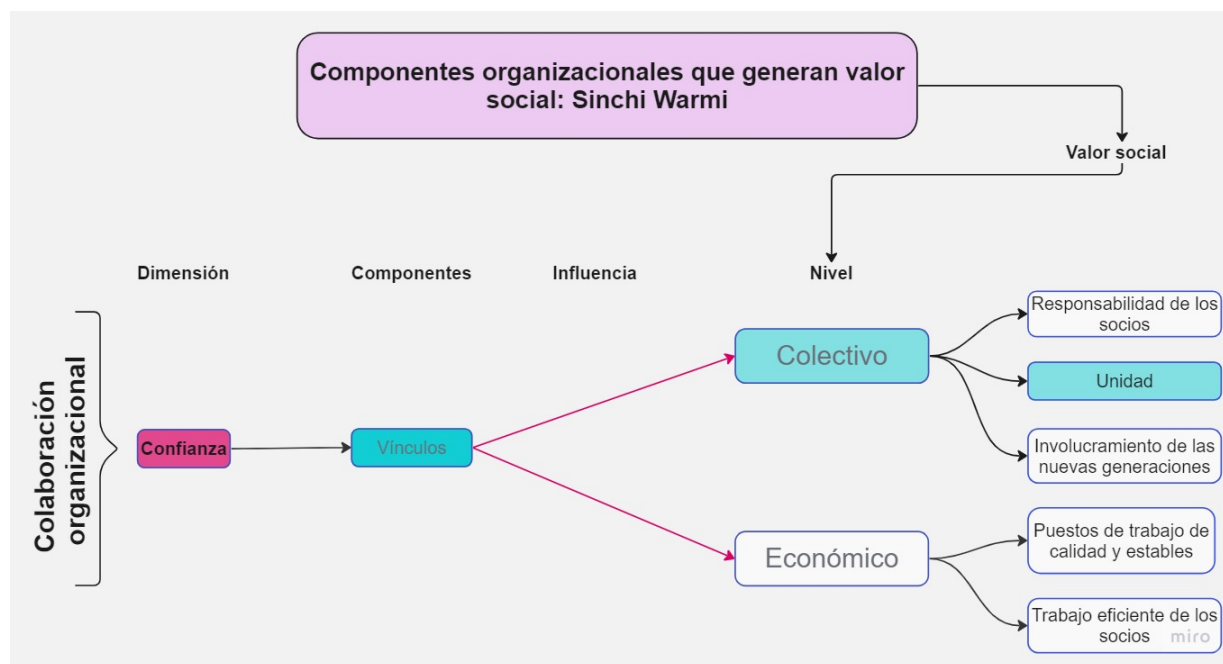 Componentes organizacionales que generan valor
social: Sinchi Warmi
Valor social
Dimensión
Componentes
Influencia
Nivel
Colaboración
organizacional
Confianza
Vínculos
Colectivo
Económico
Responsabilidad de los
socios
Unidad
Involucramiento de las
nuevas generaciones
Puestos de trabajo de
calidad y estables
Trabajo eficiente de los
socios
miro